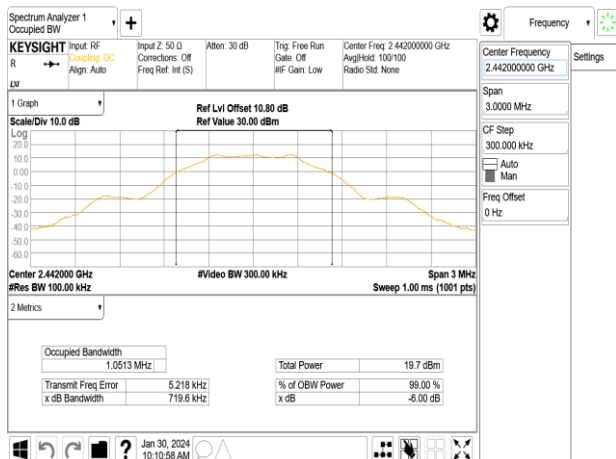 Spectrum Analyzer 1
Occupied BW
Frequency
KEYSIGHT
R
LXI
Input: RF
Coupling: DC
Align: Auto
Input Z: 50 Ω
Corrections: Off
Freq Ref: Int (S)
Atten: 30 dB
Trig: Free Run
Gate: Off
#IF Gain: Low
Center Freq: 2.442000000 GHz
Avg|Hold: 100/100
Radio Std: None
Center Frequency
2.442000000 GHz
Settings
Span
3.0000 MHz
CF Step
300.000 kHz
Auto
Man
Freq Offset
0 Hz
1 Graph
Scale/Div 10.0 dB
Ref Lvl Offset 10.80 dB
Ref Value 30.00 dBm
Log
20.0
10.0
0.00
-10.0
-20.0
-30.0
-40.0
-50.0
-60.0
Center 2.442000 GHz
#Res BW 100.00 kHz
#Video BW 300.00 kHz
Span 3 MHz
Sweep 1.00 ms (1001 pts)
2 Metrics
Occupied Bandwidth
1.0513 MHz
Total Power 19.7 dBm
Transmit Freq Error 5.218 kHz
% of OBW Power 99.00 %
x dB Bandwidth 719.6 kHz
x dB -6.00 dB
?
Jan 30, 2024
10:10:58 AM